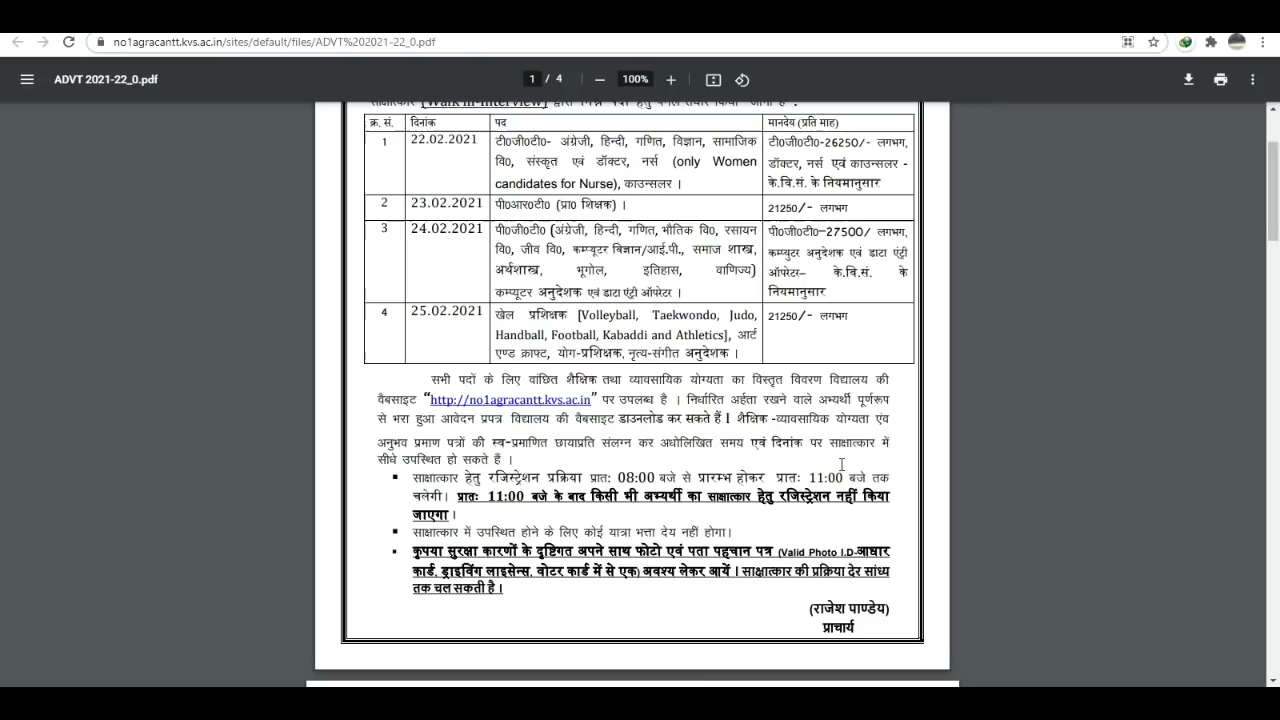 no1agracantt.kvs.ac.in/sites/default/files/ADVT%202021-22_0.pdf
ADVT 2021-22_0.pdf
1 / 4
100%
साक्षात्कार [Walk in-Interview] द्वारा निम्न पदों हेतु पैनल तैयार किया जाना है :
क्र. सं. दिनांक पद मानदेय (प्रति माह)
1 22.02.2021 टी0जी0टी0- अंग्रेजी, हिन्दी, गणित, विज्ञान, सामाजिक टी0जी0टी0-26250/- लगभग,
वि0, संस्कृत एवं डॉक्टर, नर्स (only Women डॉक्टर, नर्स एवं काउन्सलर -
candidates for Nurse), काउन्सलर । के.वि.सं. के नियमानुसार
2 23.02.2021 पी0आर0टी0 (प्रा0 शिक्षक) । 21250/- लगभग
3 24.02.2021 पी0जी0टी0 (अंग्रेजी, हिन्दी, गणित, भौतिक वि0, रसायन पी0जी0टी0–27500/ लगभग,
वि0, जीव वि0, कम्प्यूटर विज्ञान/आई.पी., समाज शास्त्र, कम्प्युटर अनुदेशक एवं डाटा एंट्री
अर्थशास्त्र, भूगोल, इतिहास, वाणिज्य) ऑपरेटर– के.वि.सं. के
कम्प्यूटर अनुदेशक एवं डाटा एंट्री ऑपरेटर । नियमानुसार
4 25.02.2021 खेल प्रशिक्षक [Volleyball, Taekwondo, Judo, 21250/- लगभग
Handball, Football, Kabaddi and Athletics], आर्ट
एण्ड क्राफ्ट, योग-प्रशिक्षक, नृत्य-संगीत अनुदेशक ।
सभी पदों के लिए वांछित शैक्षिक तथा व्यावसायिक योग्यता का विस्तृत विवरण विद्यालय की
वैबसाइट “http://no1agracantt.kvs.ac.in” पर उपलब्ध है । निर्धारित अर्हता रखने वाले अभ्यर्थी पूर्णरूप
से भरा हुआ आवेदन प्रपत्र विद्यालय की वैबसाइट डाउनलोड कर सकते हैं । शैक्षिक -व्यावसायिक योग्यता एंव
अनुभव प्रमाण पत्रों की स्व-प्रमाणित छायाप्रति संलग्न कर अधोलिखित समय एवं दिनांक पर साक्षात्कार में
सीधे उपस्थित हो सकते हैं ।
▪ साक्षात्कार हेतु रजिस्ट्रेशन प्रक्रिया प्रात: 08:00 बजे से प्रारम्भ होकर प्रातः 11:00 बजे तक
चलेगी। प्रातः 11:00 बजे के बाद किसी भी अभ्यर्थी का साक्षात्कार हेतु रजिस्ट्रेशन नहीं किया
जाएगा ।
▪ साक्षात्कार में उपस्थित होने के लिए कोई यात्रा भत्ता देय नहीं होगा।
▪ कृपया सुरक्षा कारणों के दृष्टिगत अपने साथ फोटो एवं पता पहचान पत्र (Valid Photo I.D-आधार
कार्ड, ड्राइविंग लाइसेन्स, वोटर कार्ड में से एक) अवश्य लेकर आयें । साक्षात्कार की प्रक्रिया देर सांध्य
तक चल सकती है ।
(राजेश पाण्डेय)
प्राचार्य